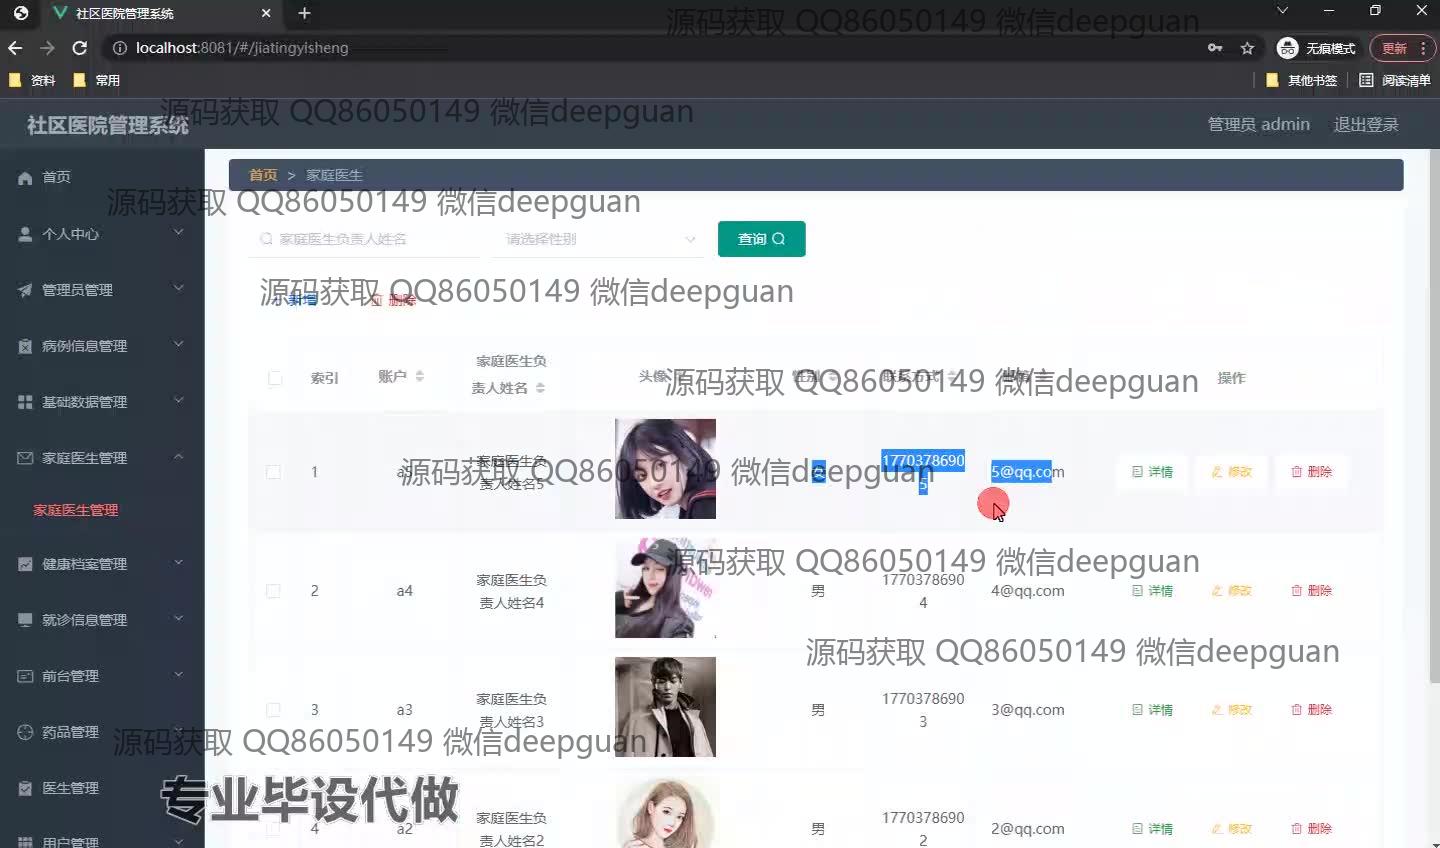 社区医院管理系统
源码获取 QQ86050149 微信deepguan
localhost:8081/#/jiatingyisheng
无痕模式
更新
资料
常用
其他书签
阅读清单
社区医院管理系统
源码获取 QQ86050149 微信deepguan
管理员 admin
退出登录
首页
首页 > 家庭医生
源码获取 QQ86050149 微信deepguan
个人中心
家庭医生负责人姓名
请选择性别
查询
管理员管理
新增
删除
源码获取 QQ86050149 微信deepguan
病例信息管理
索引
账户
家庭医生负
责人姓名
头像
性别
联系方式
邮箱
操作
源码获取 QQ86050149 微信deepguan
基础数据管理
家庭医生管理
1
a5
家庭医生负
责人姓名5
女
1770378690
5
5@qq.com
详情
修改
删除
源码获取 QQ86050149 微信deepguan
家庭医生管理
健康档案管理
源码获取 QQ86050149 微信deepguan
2
a4
家庭医生负
责人姓名4
男
1770378690
4
4@qq.com
详情
修改
删除
就诊信息管理
源码获取 QQ86050149 微信deepguan
前台管理
3
a3
家庭医生负
责人姓名3
男
1770378690
3
3@qq.com
详情
修改
删除
药品管理
源码获取 QQ86050149 微信deepguan
医生管理
专业毕设代做
4
a2
家庭医生负
责人姓名2
男
1770378690
2
2@qq.com
详情
修改
删除
用户管理